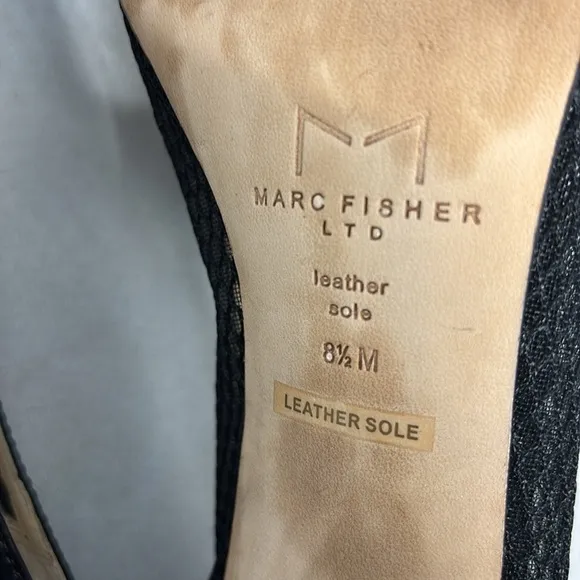 MARC FISHER
LTD
leather
sole
8½ M
LEATHER SOLE